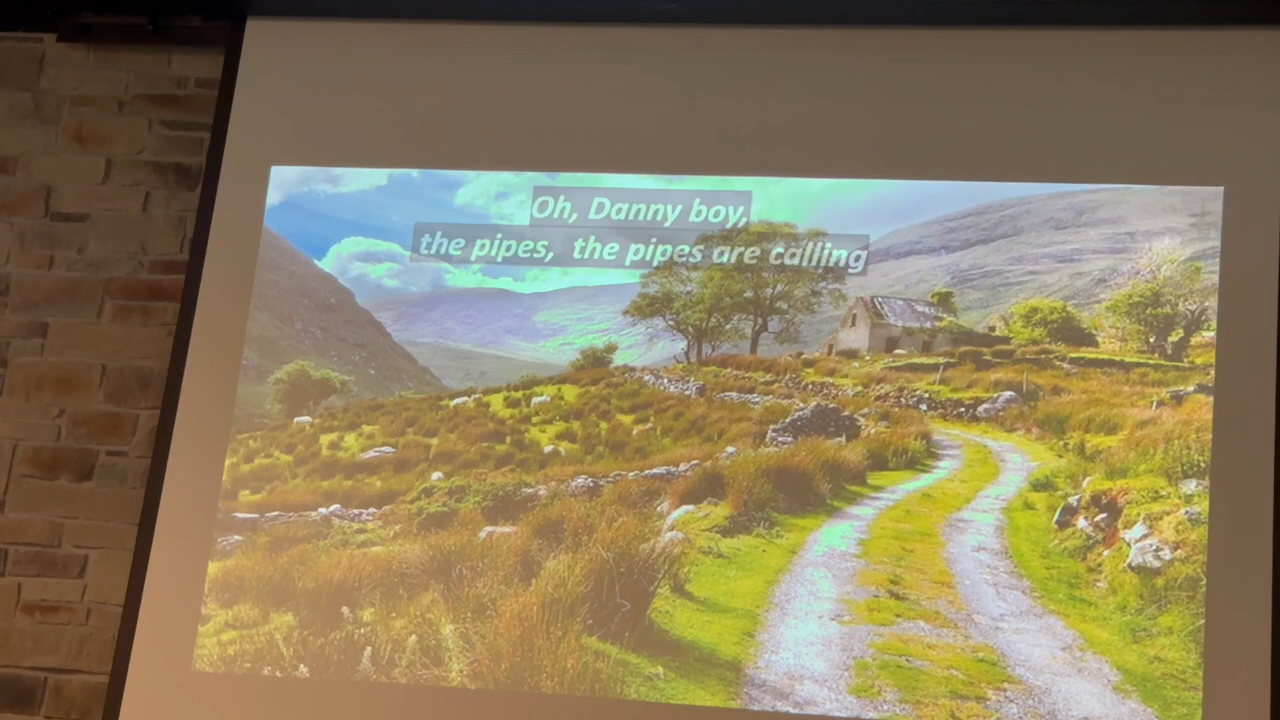 Oh, Danny boy,
the pipes,  the pipes are calling